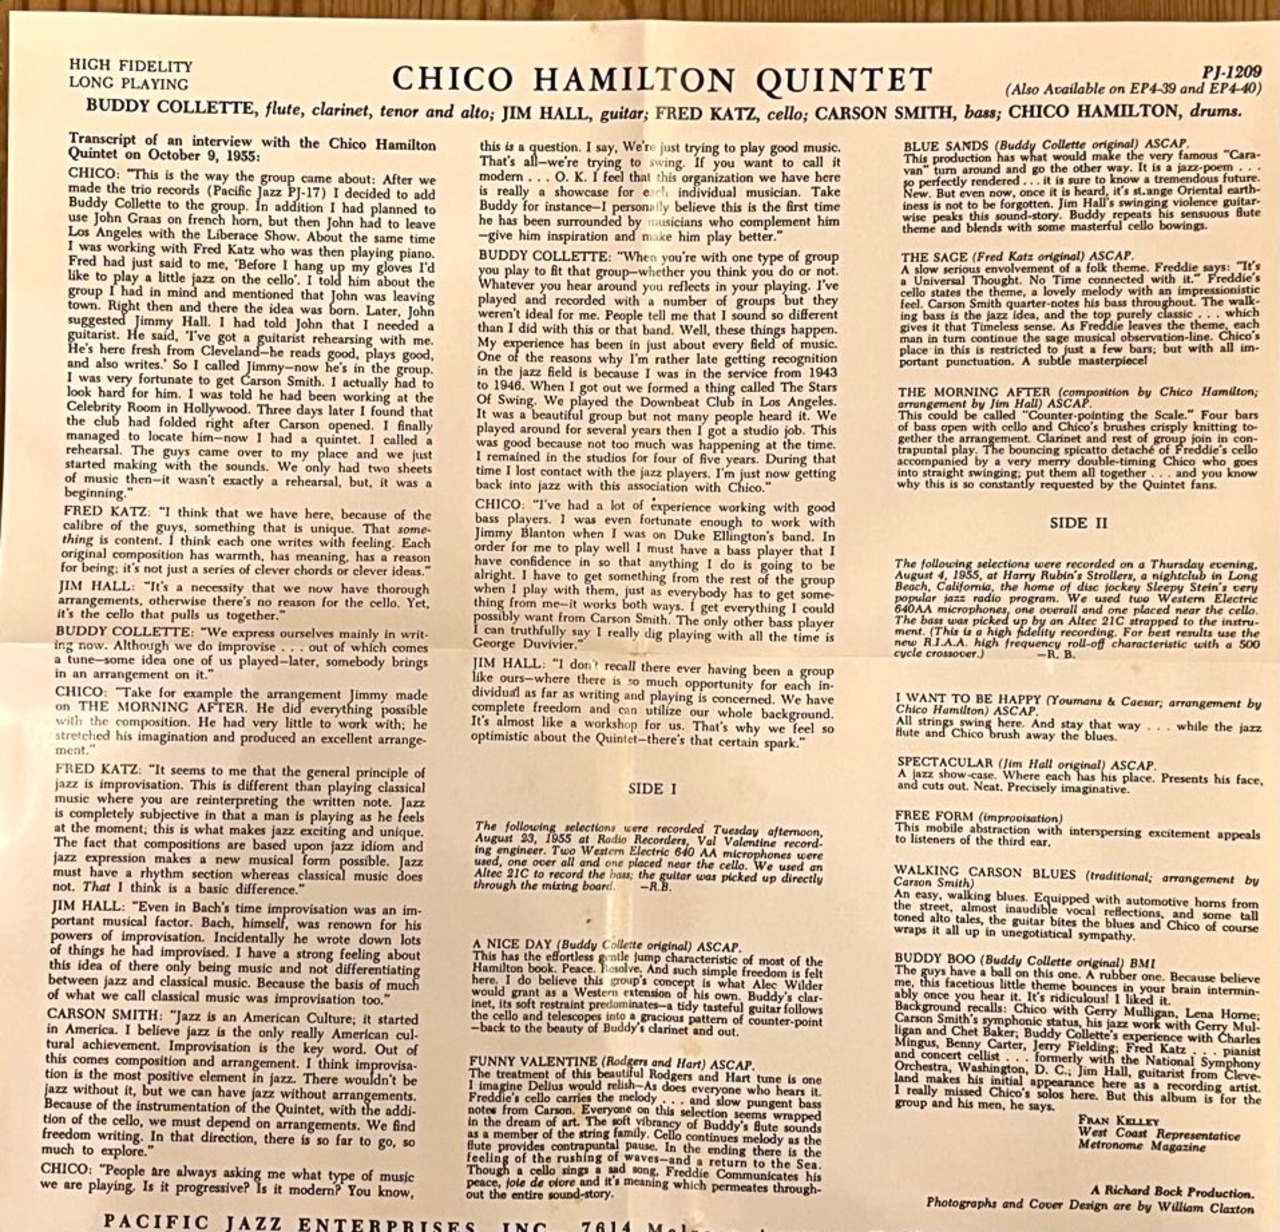 HIGH FIDELITY
LONG PLAYING
CHICO HAMILTON QUINTET
PJ-1209
(Also Available on EP4-39 and EP4-40)
BUDDY COLLETTE, flute, clarinet, tenor and alto; JIM HALL, guitar; FRED KATZ, cello; CARSON SMITH, bass; CHICO HAMILTON, drums.
Transcript of an interview with the Chico Hamilton
Quintet on October 9, 1955:
CHICO: "This is the way the group came about: After we
made the trio records (Pacific Jazz PJ-17) I decided to add
Buddy Collette to the group. In addition I had planned to
use John Graas on french horn, but then John had to leave
Los Angeles with the Liberace Show. About the same time
I was working with Fred Katz who was then playing piano.
Fred had just said to me, 'Before I hang up my gloves I'd
like to play a little jazz on the cello'. I told him about the
group I had in mind and mentioned that John was leaving
town. Right then and there the idea was born. Later, John
suggested Jimmy Hall. I had told John that I needed a
guitarist. He said, 'I've got a guitarist rehearsing with me.
He's here fresh from Cleveland—he reads good, plays good,
and also writes.' So I called Jimmy—now he's in the group.
I was very fortunate to get Carson Smith. I actually had to
look hard for him. I was told he had been working at the
Celebrity Room in Hollywood. Three days later I found that
the club had folded right after Carson opened. I finally
managed to locate him—now I had a quintet. I called a
rehearsal. The guys came over to my place and we just
started making with the sounds. We only had two sheets
of music then—it wasn't exactly a rehearsal, but, it was a
beginning."
FRED KATZ: "I think that we have here, because of the
calibre of the guys, something that is unique. That some-
thing is content. I think each one writes with feeling. Each
original composition has warmth, has meaning, has a reason
for being; it's not just a series of clever chords or clever ideas."
JIM HALL: "It's a necessity that we now have thorough
arrangements, otherwise there's no reason for the cello. Yet,
it's the cello that pulls us together."
BUDDY COLLETTE: "We express ourselves mainly in writ-
ing now. Although we do improvise . . . out of which comes
a tune—some idea one of us played—later, somebody brings
in an arrangement on it."
CHICO: "Take for example the arrangement Jimmy made
on THE MORNING AFTER. He did everything possible
with the composition. He had very little to work with; he
stretched his imagination and produced an excellent arrange-
ment."
FRED KATZ: "It seems to me that the general principle of
jazz is improvisation. This is different than playing classical
music where you are reinterpreting the written note. Jazz
is completely subjective in that a man is playing as he feels
at the moment; this is what makes jazz exciting and unique.
The fact that compositions are based upon jazz idiom and
jazz expression makes a new musical form possible. Jazz
must have a rhythm section whereas classical music does
not. That I think is a basic difference."
JIM HALL: "Even in Bach's time improvisation was an im-
portant musical factor. Bach, himself, was renown for his
powers of improvisation. Incidentally he wrote down lots
of things he had improvised. I have a strong feeling about
this idea of there only being music and not differentiating
between jazz and classical music. Because the basis of much
of what we call classical music was improvisation too."
CARSON SMITH: "Jazz is an American Culture; it started
in America. I believe jazz is the only really American cul-
tural achievement. Improvisation is the key word. Out of
this comes composition and arrangement. I think improvisa-
tion is the most positive element in jazz. There wouldn't be
jazz without it, but we can have jazz without arrangements.
Because of the instrumentation of the Quintet, with the addi-
tion of the cello, we must depend on arrangements. We find
freedom writing. In that direction, there is so far to go, so
much to explore."
CHICO: "People are always asking me what type of music
we are playing. Is it progressive? Is it modern? You know,
this is a question. I say, We're just trying to play good music.
That's all—we're trying to swing. If you want to call it
modern . . . O. K. I feel that this organization we have here
is really a showcase for each individual musician. Take
Buddy for instance—I personally believe this is the first time
he has been surrounded by musicians who complement him
—give him inspiration and make him play better."
BUDDY COLLETTE: "When you're with one type of group
you play to fit that group—whether you think you do or not.
Whatever you hear around you reflects in your playing. I've
played and recorded with a number of groups but they
weren't ideal for me. People tell me that I sound so different
than I did with this or that band. Well, these things happen.
My experience has been in just about every field of music.
One of the reasons why I'm rather late getting recognition
in the jazz field is because I was in the service from 1943
to 1946. When I got out we formed a thing called The Stars
Of Swing. We played the Downbeat Club in Los Angeles.
It was a beautiful group but not many people heard it. We
played around for several years then I got a studio job. This
was good because not too much was happening at the time.
I remained in the studios for four of five years. During that
time I lost contact with the jazz players. I'm just now getting
back into jazz with this association with Chico."
CHICO: "I've had a lot of experience working with good
bass players. I was even fortunate enough to work with
Jimmy Blanton when I was on Duke Ellington's band. In
order for me to play well I must have a bass player that I
have confidence in so that anything I do is going to be
alright. I have to get something from the rest of the group
when I play with them, just as everybody has to get some-
thing from me—it works both ways. I get everything I could
possibly want from Carson Smith. The only other bass player
I can truthfully say I really dig playing with all the time is
George Duvivier."
JIM HALL: "I don't recall there ever having been a group
like ours—where there is so much opportunity for each in-
dividual as far as writing and playing is concerned. We have
complete freedom and can utilize our whole background.
It's almost like a workshop for us. That's why we feel so
optimistic about the Quintet—there's that certain spark."
SIDE I
The following selections were recorded Tuesday afternoon,
August 23, 1955 at Radio Recorders, Val Valentine record-
ing engineer. Two Western Electric 640 AA microphones were
used, one over all and one placed near the cello. We used an
Altec 21C to record the bass; the guitar was picked up directly
through the mixing board. —R.B.
A NICE DAY (Buddy Collette original) ASCAP.
This has the effortless gentle jump characteristic of most of the
Hamilton book. Peace. Resolve. And such simple freedom is felt
here. I do believe this group's concept is what Alec Wilder
would grant as a Western extension of his own. Buddy's clar-
inet, its soft restraint predominates—a tidy tasteful guitar follows
the cello and telescopes into a gracious pattern of counter-point
—back to the beauty of Buddy's clarinet and out.
FUNNY VALENTINE (Rodgers and Hart) ASCAP.
The treatment of this beautiful Rodgers and Hart tune is one
I imagine Delius would relish—As does everyone who hears it.
Freddie's cello carries the melody . . . and slow pungent bass
notes from Carson. Everyone on this selection seems wrapped
in the dream of art. The soft vibrancy of Buddy's flute sounds
as a member of the string family. Cello continues melody as the
flute provides contrapuntal pause. In the ending there is the
feeling of the rushing of waves—and a return to the Sea.
Though a cello sings a sad song, Freddie Communicates his
peace, joie de viore and it's meaning which permeates through-
out the entire sound-story.
BLUE SANDS (Buddy Collette original) ASCAP.
This production has what would make the very famous "Cara-
van" turn around and go the other way. It is a jazz-poem . . .
so perfectly rendered . . . it is sure to know a tremendous future.
New. But even now, once it is heard, it's st.ange Oriental earth-
iness is not to be forgotten. Jim Hall's swinging violence guitar-
wise peaks this sound-story. Buddy repeats his sensuous flute
theme and blends with some masterful cello bowings.
THE SAGE (Fred Katz original) ASCAP.
A slow serious envolvement of a folk theme. Freddie says: "It's
a Universal Thought. No Time connected with it." Freddie's
cello states the theme, a lovely melody with an impressionistic
feel. Carson Smith quarter-notes his bass throughout. The walk-
ing bass is the jazz idea, and the top purely classic . . . which
gives it that Timeless sense. As Freddie leaves the theme, each
man in turn continue the sage musical observation-line. Chico's
place in this is restricted to just a few bars; but with all im-
portant punctuation. A subtle masterpiece!
THE MORNING AFTER (composition by Chico Hamilton;
arrangement by Jim Hall) ASCAP.
This could be called "Counter-pointing the Scale." Four bars
of bass open with cello and Chico's brushes crisply knitting to-
gether the arrangement. Clarinet and rest of group join in con-
trapuntal play. The bouncing spicatto detaché of Freddie's cello
accompanied by a very merry double-timing Chico who goes
into straight swinging; put them all together . . . and you know
why this is so constantly requested by the Quintet fans.
SIDE II
The following selections were recorded on a Thursday evening,
August 4, 1955, at Harry Rubin's Strollers, a nightclub in Long
Beach, California, the home of disc jockey Sleepy Stein's very
popular jazz radio program. We used two Western Electric
640AA microphones, one overall and one placed near the cello.
The bass was picked up by an Altec 21C strapped to the instru-
ment. (This is a high fidelity recording. For best results use the
new R.I.A.A. high frequency roll-off characteristic with a 500
cycle crossover.) —R. B.
I WANT TO BE HAPPY (Youmans & Caesar; arrangement by
Chico Hamilton) ASCAP.
All strings swing here. And stay that way . . . while the jazz
flute and Chico brush away the blues.
SPECTACULAR (Jim Hall original) ASCAP.
A jazz show-case. Where each has his place. Presents his face,
and cuts out. Neat. Precisely imaginative.
FREE FORM (improvisation)
This mobile abstraction with interspersing excitement appeals
to listeners of the third ear.
WALKING CARSON BLUES (traditional; arrangement by
Carson Smith)
An easy, walking blues. Equipped with automotive horns from
the street, almost inaudible vocal reflections, and some tall
toned alto tales, the guitar bites the blues and Chico of course
wraps it all up in unegotistical sympathy.
BUDDY BOO (Buddy Collette original) BMI
The guys have a ball on this one. A rubber one. Because believe
me, this facetious little theme bounces in your brain intermin-
ably once you hear it. It's ridiculous! I liked it.
Background recalls: Chico with Gerry Mulligan, Lena Horne;
Carson Smith's symphonic status, his jazz work with Gerry Mul-
ligan and Chet Baker; Buddy Collette's experience with Charles
Mingus, Benny Carter, Jerry Fielding; Fred Katz . . . pianist
and concert cellist . . . formerly with the National Symphony
Orchestra, Washington, D. C.; Jim Hall, guitarist from Cleve-
land makes his initial appearance here as a recording artist.
I really missed Chico's solos here. But this album is for the
group and his men, he says.
FRAN KELLEY
West Coast Representative
Metronome Magazine
A Richard Bock Production.
Photographs and Cover Design are by William Claxton
PACIFIC JAZZ ENTERPRISES, INC. 7614